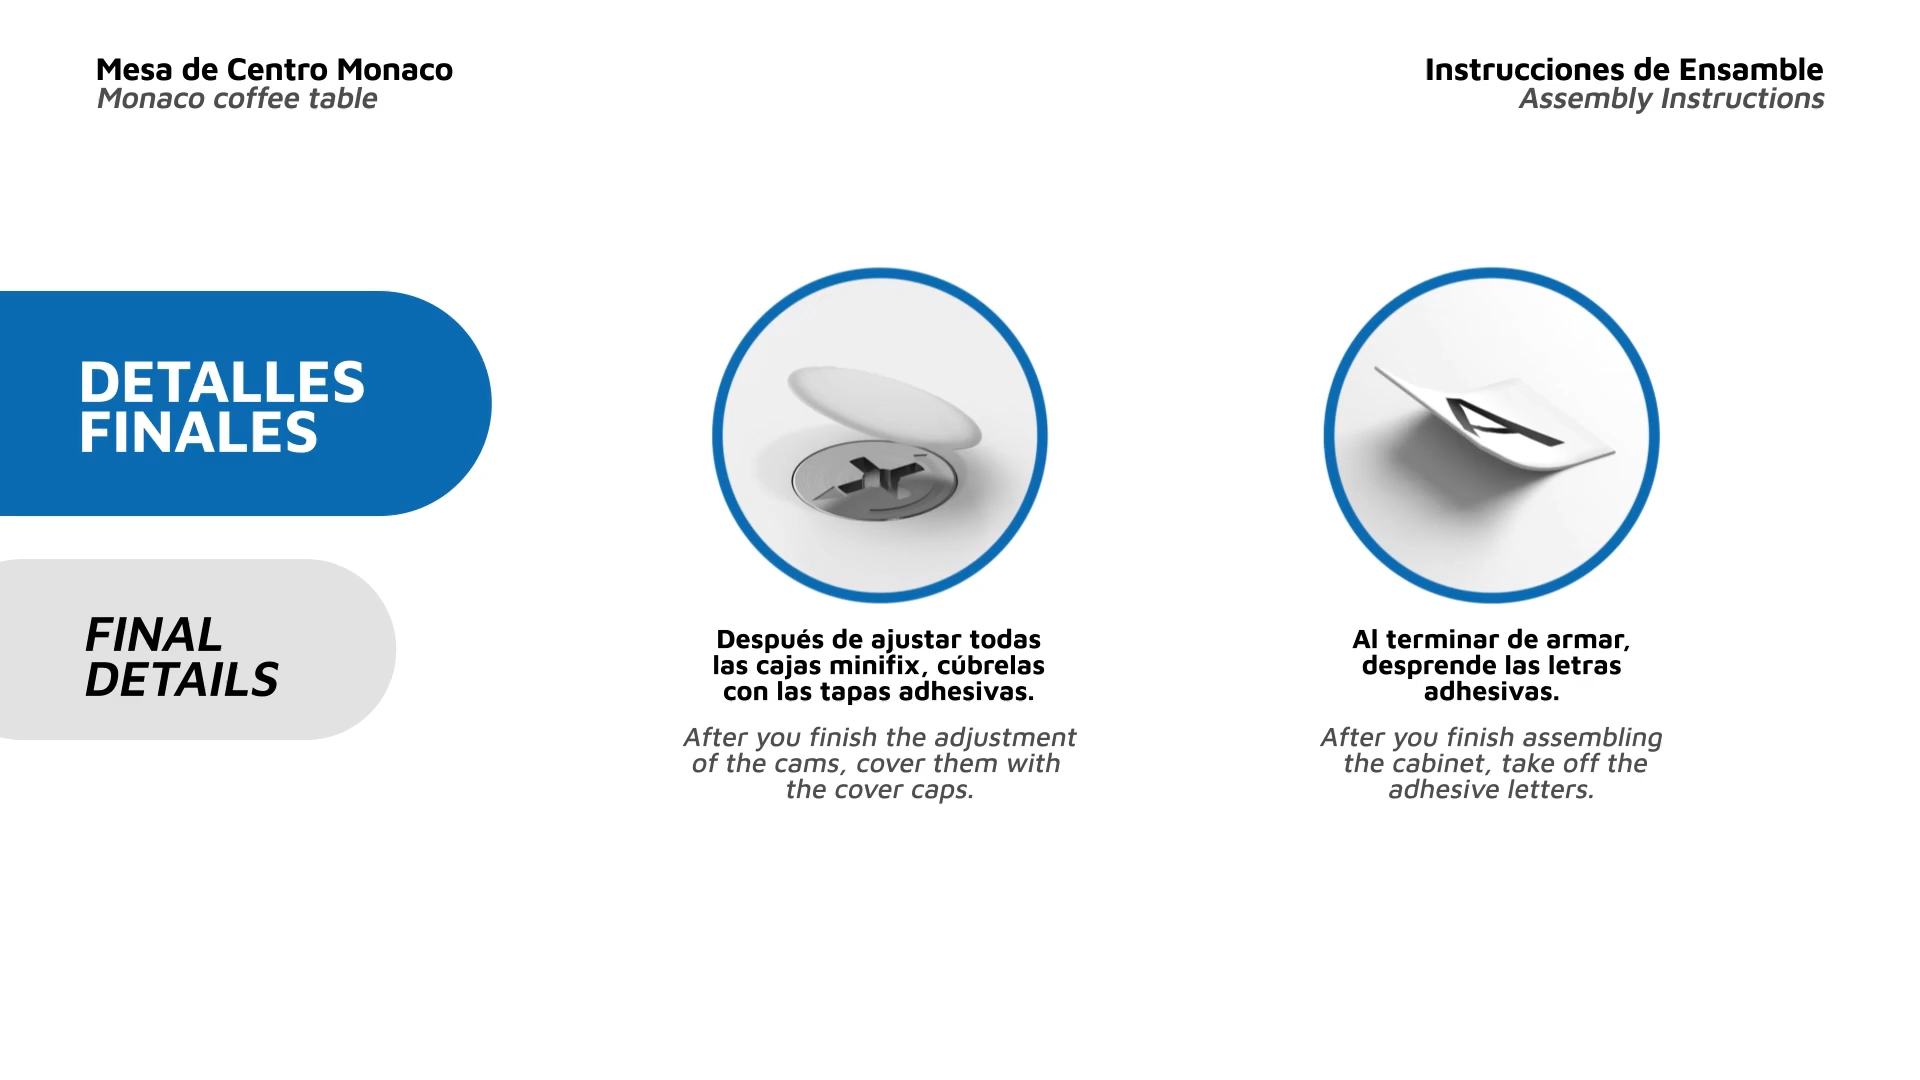 Mesa de Centro Monaco
Monaco coffee table
Instrucciones de Ensamble
Assembly Instructions
DETALLES
FINALES
FINAL
DETAILS
A
Después de ajustar todas
las cajas minifix, cúbrelas
con las tapas adhesivas.
After you finish the adjustment
of the cams, cover them with
the cover caps.
Al terminar de armar,
desprende las letras
adhesivas.
After you finish assembling
the cabinet, take off the
adhesive letters.